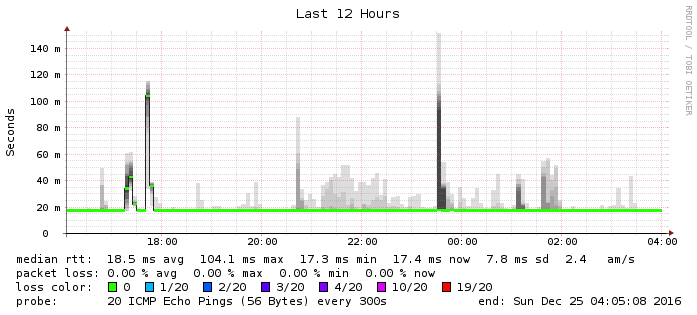 Last 12 Hours
RRDTOOL / TOBI OETIKER
Seconds
140 m
120 m
100 m
80 m
60 m
40 m
20 m
0
18:00 20:00 22:00 00:00 02:00 04:00
median rtt: 18.5 ms avg 104.1 ms max 17.3 ms min 17.4 ms now 7.8 ms sd 2.4 am/s
packet loss: 0.00 % avg 0.00 % max 0.00 % min 0.00 % now
loss color: 0 1/20 2/20 3/20 4/20 10/20 19/20
probe: 20 ICMP Echo Pings (56 Bytes) every 300s end: Sun Dec 25 04:05:08 2016